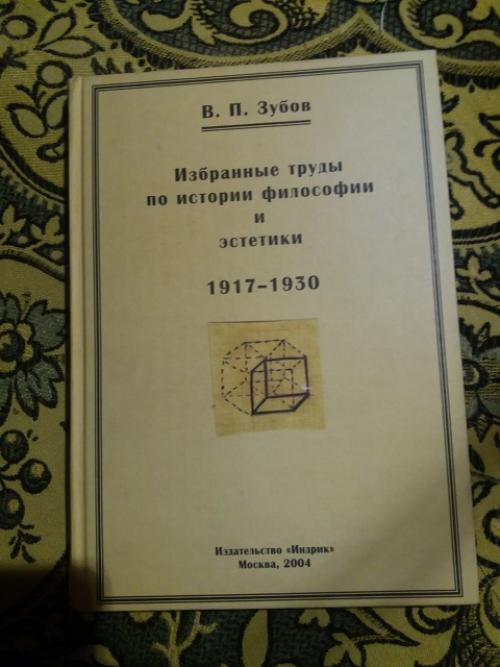 В. П. Зубов
Избранные труды
по истории философии
и
эстетики
1917–1930
Издательство «Индрик»
Москва, 2004